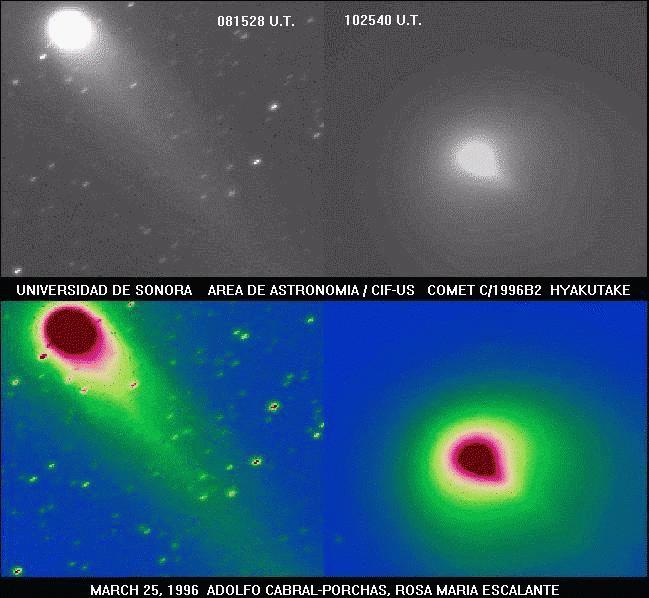 081528 U.T.
102540 U.T.
UNIVERSIDAD DE SONORA AREA DE ASTRONOMIA / CIF-US COMET C/1996B2 HYAKUTAKE
MARCH 25, 1996 ADOLFO CABRAL-PORCHAS, ROSA MARIA ESCALANTE